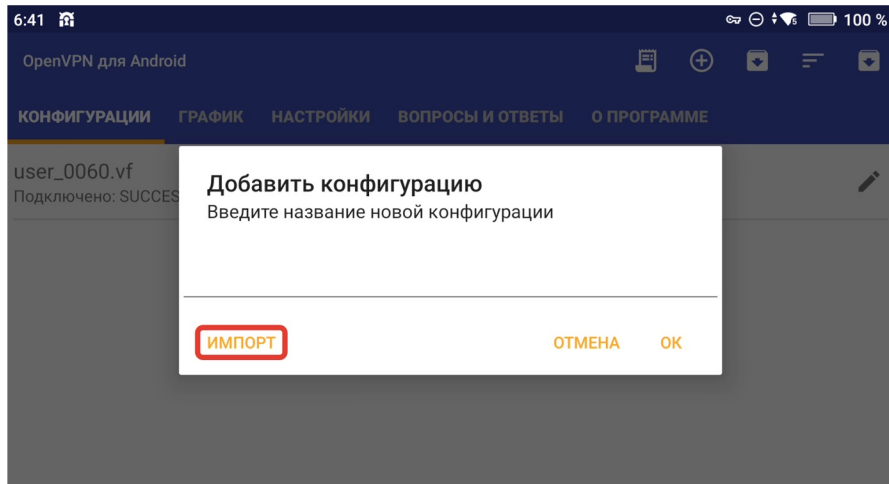 6:41 100 %
OpenVPN для Android
КОНФИГУРАЦИИ ГРАФИК НАСТРОЙКИ ВОПРОСЫ И ОТВЕТЫ О ПРОГРАММЕ
user_0060.vf
Подключено: SUCCES
Добавить конфигурацию
Введите название новой конфигурации
ИМПОРТ ОТМЕНА ОК